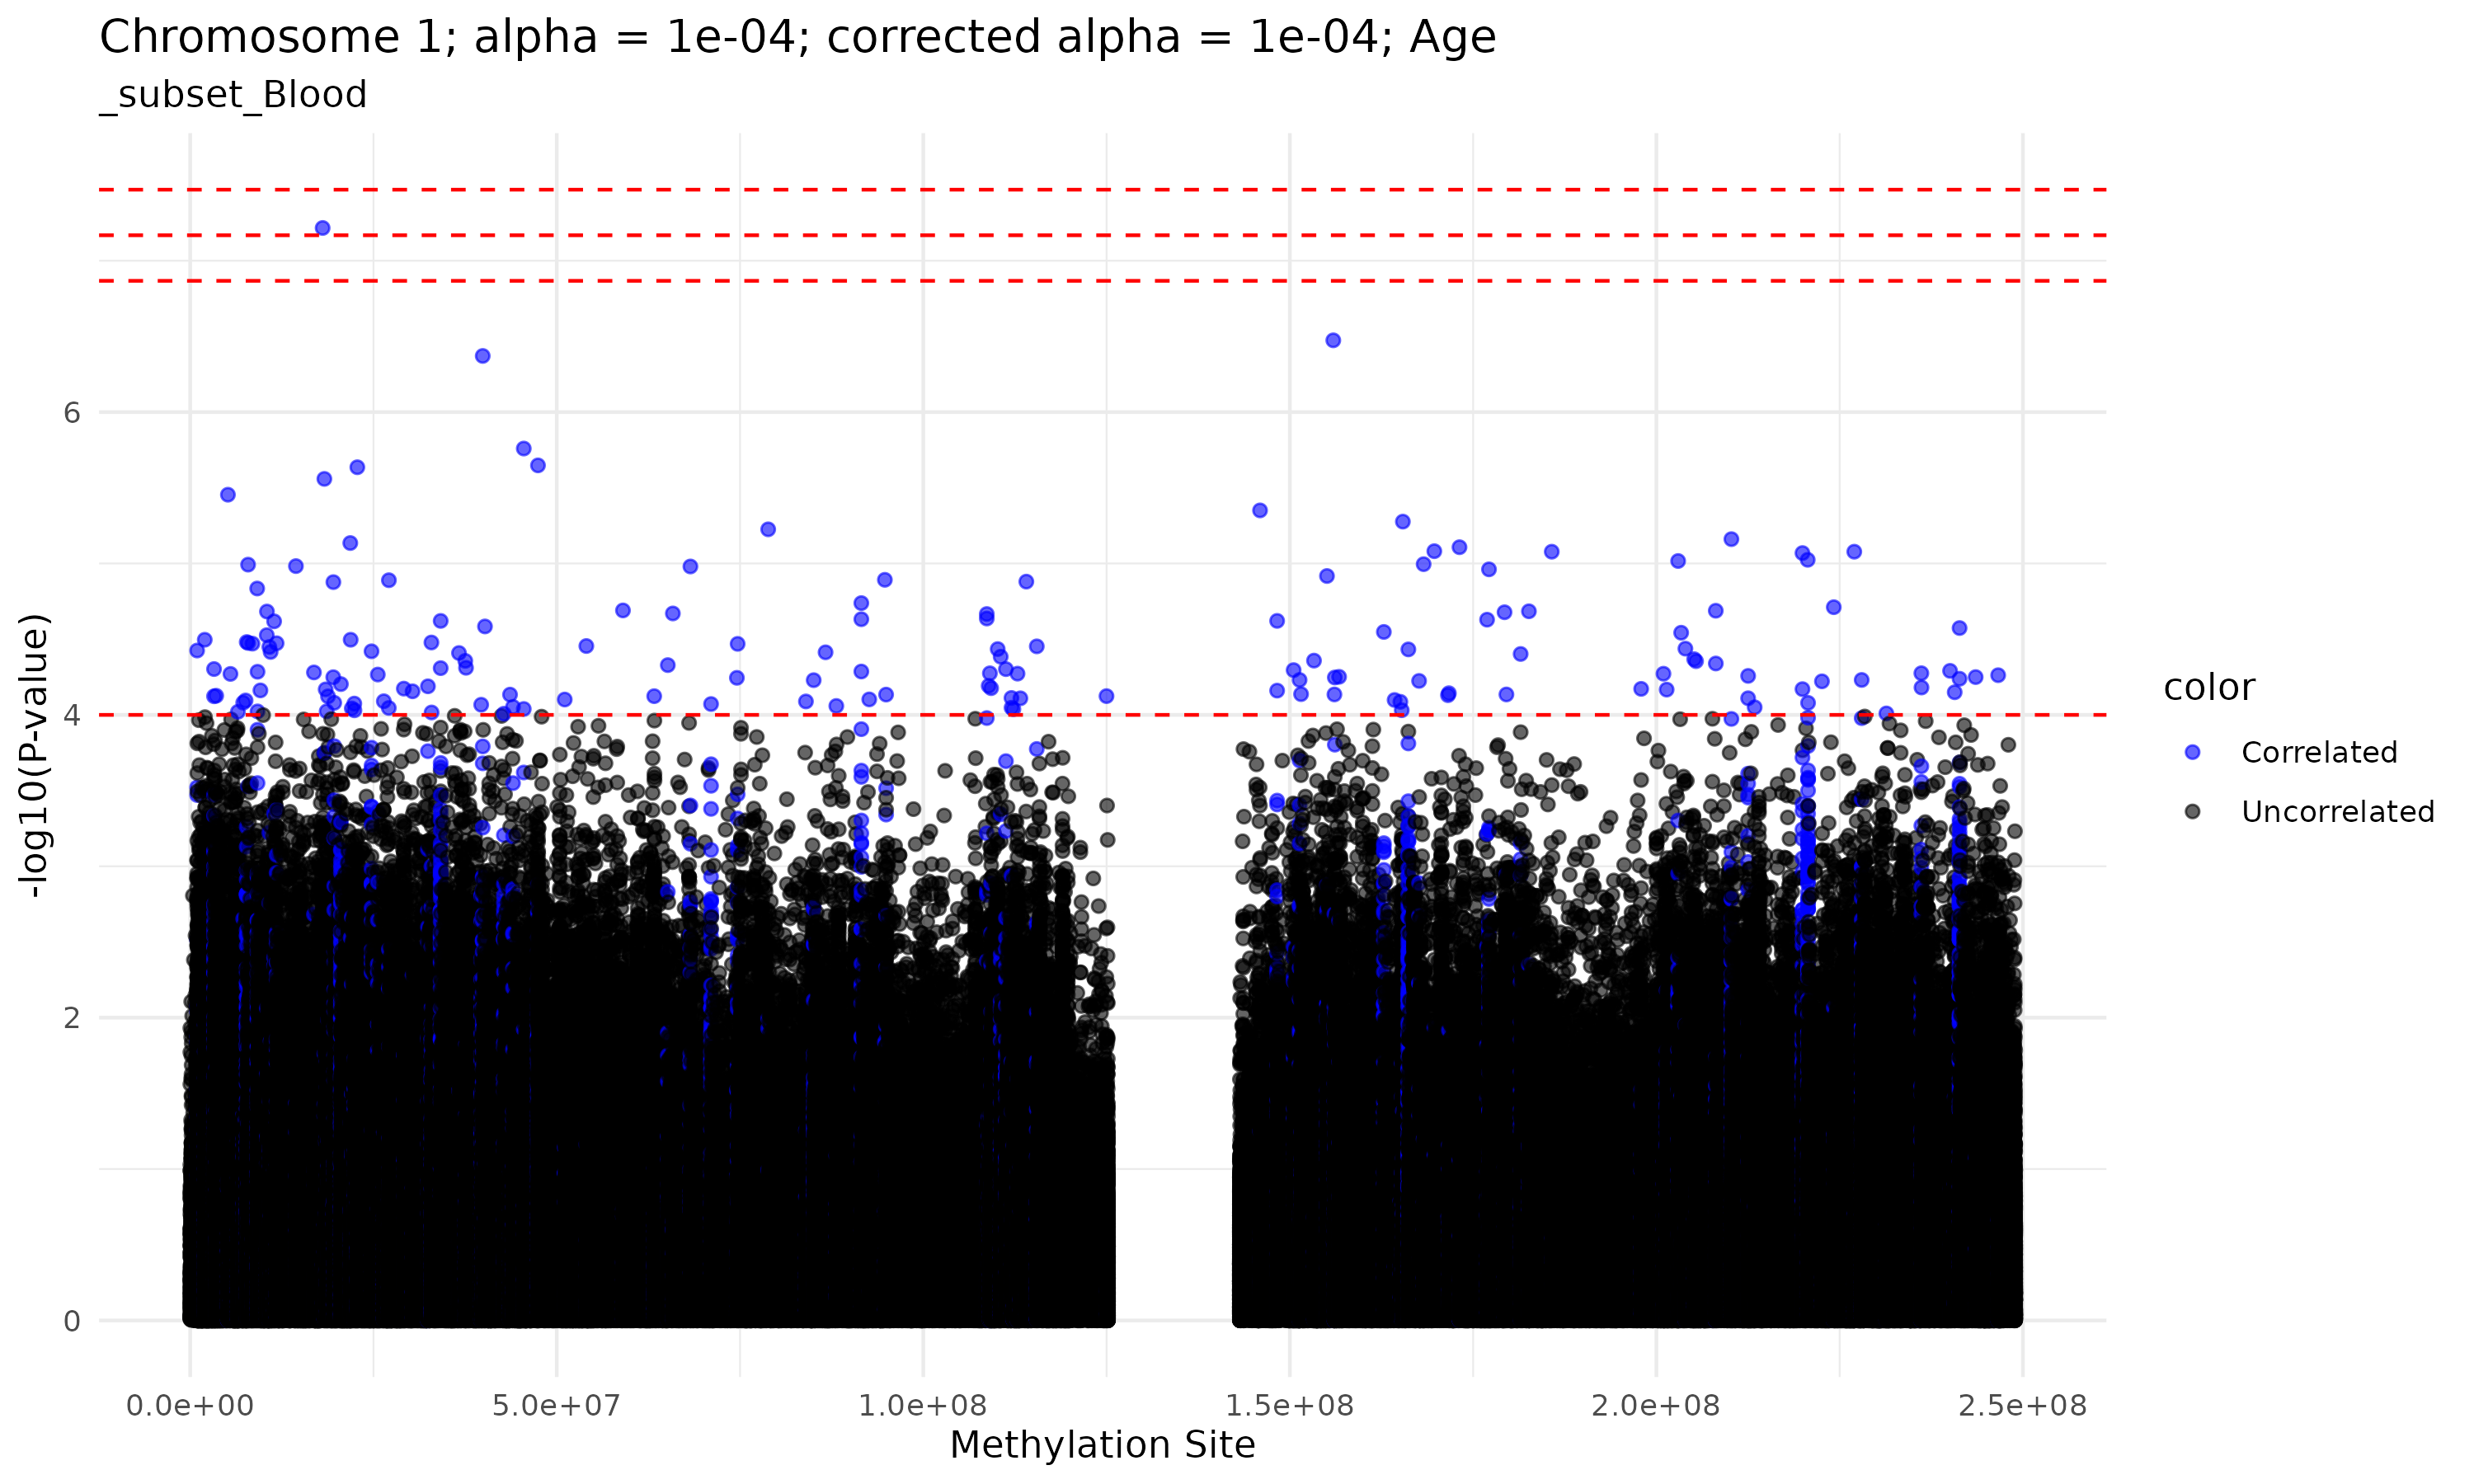 Chromosome 1; alpha = 1e-04; corrected alpha = 1e-04; Age
_subset_Blood
-log10(P-value)
6
4
2
0
0.0e+00 5.0e+07 1.0e+08 1.5e+08 2.0e+08 2.5e+08
Methylation Site
color
Correlated
Uncorrelated